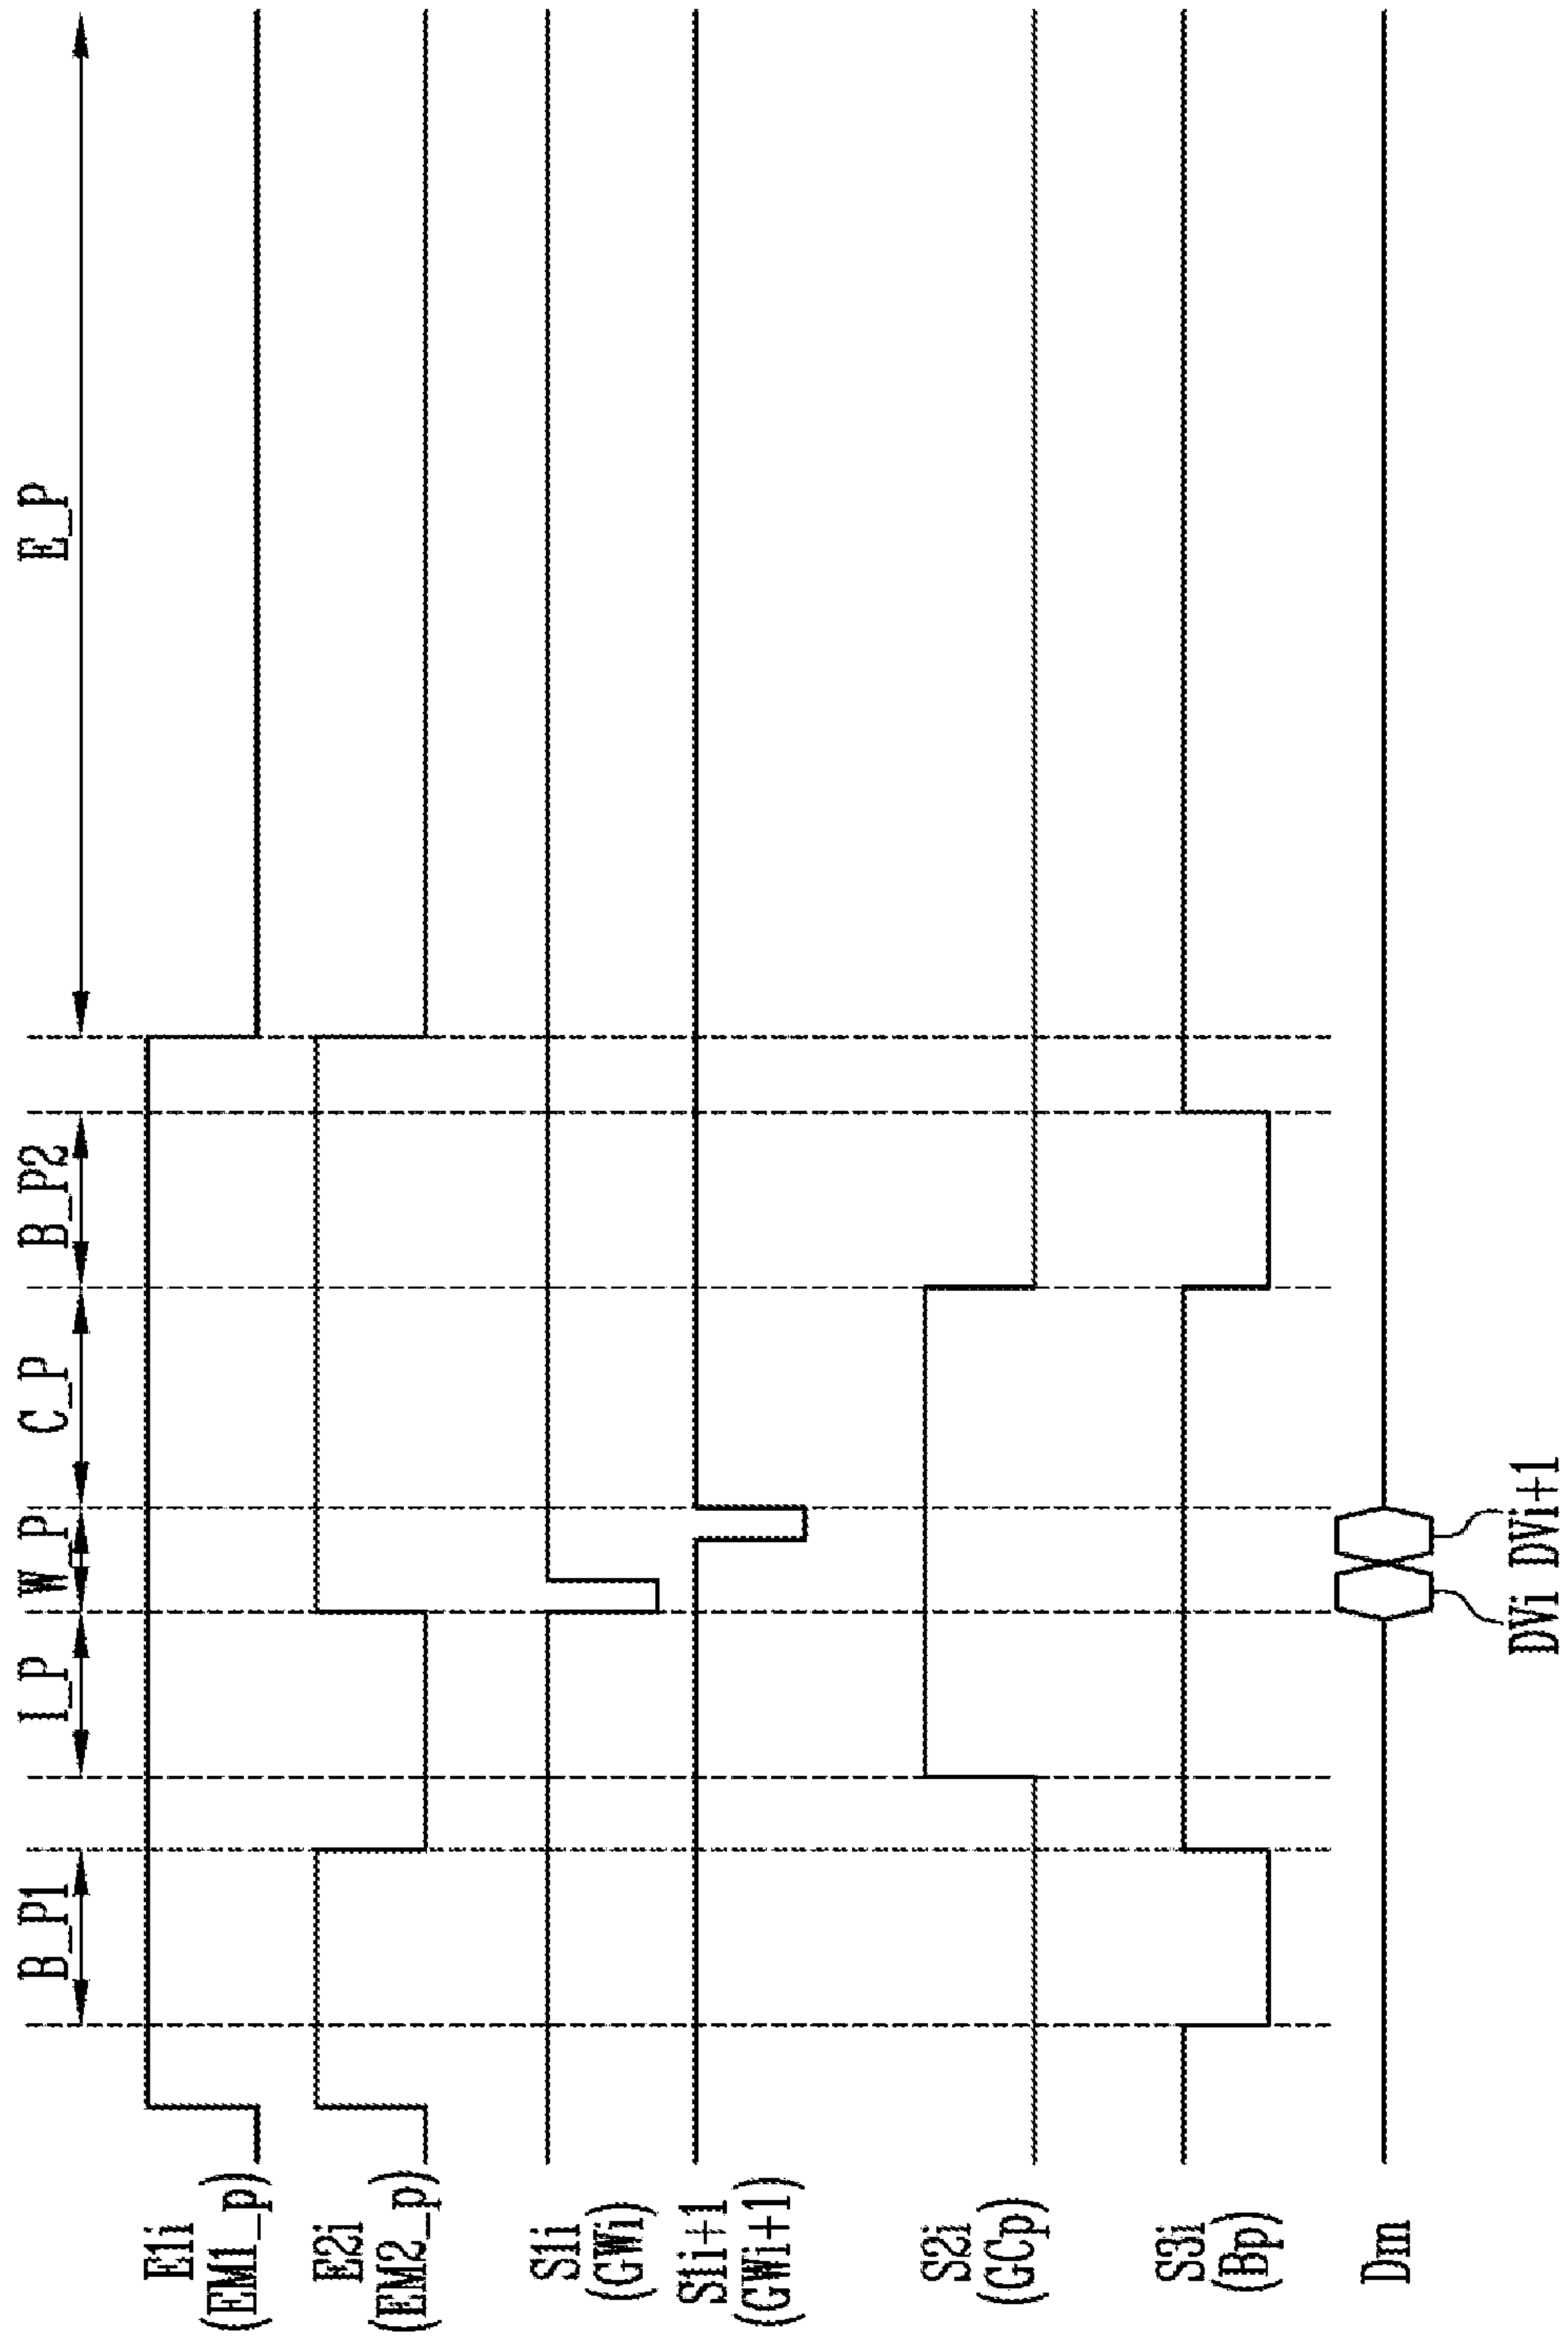 B_P1 I_P W_P C_P B_P2 E_P
E1i
(EM1_p)
E2i
(EM2_p)
S1i
(GWi)
S1i+1
(GWi+1)
S2i
(GCp)
S3i
(Bp)
Dm
DVi DVi+1